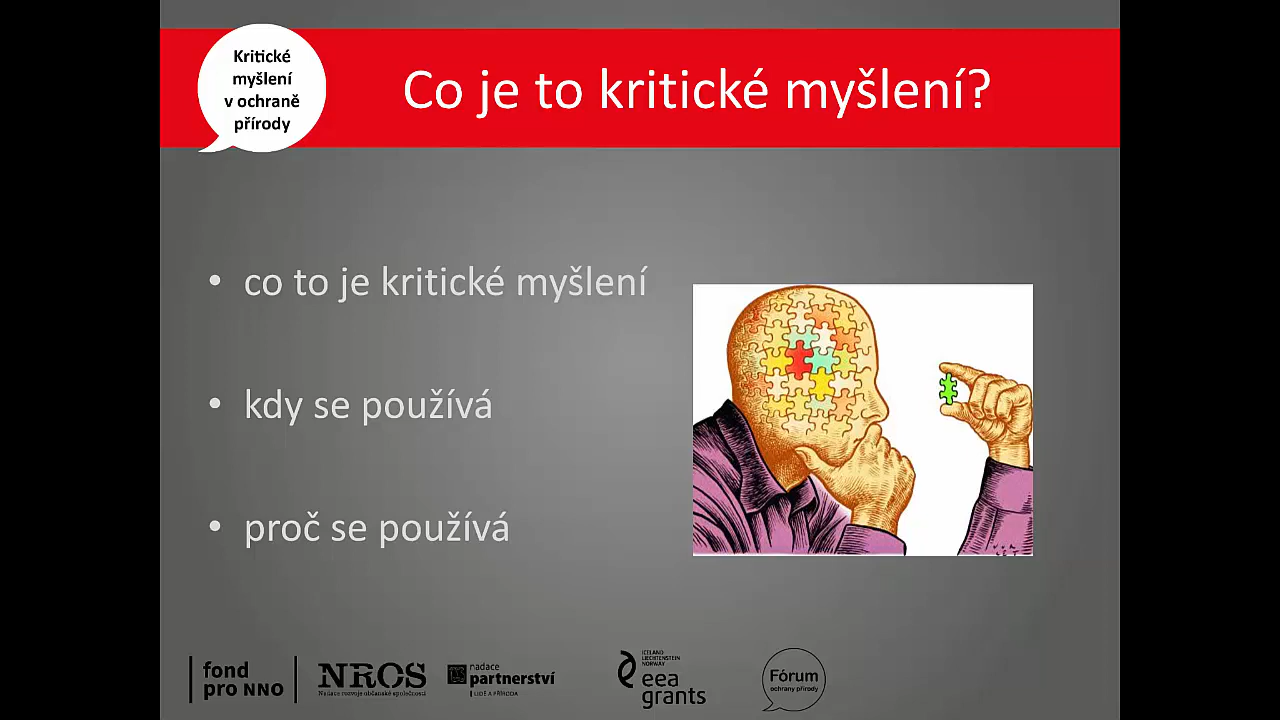 Kritické
myšlení
v ochraně
přírody
Co je to kritické myšlení?
• co to je kritické myšlení
• kdy se používá
• proč se používá
fond
pro NNO
NROS
Nadace rozvoje občanské společnosti
nadace
partnerství
LIDÉ A PŘÍRODA
ICELAND
LIECHTENSTEIN
NORWAY
eea
grants
Fórum
ochrany přírody